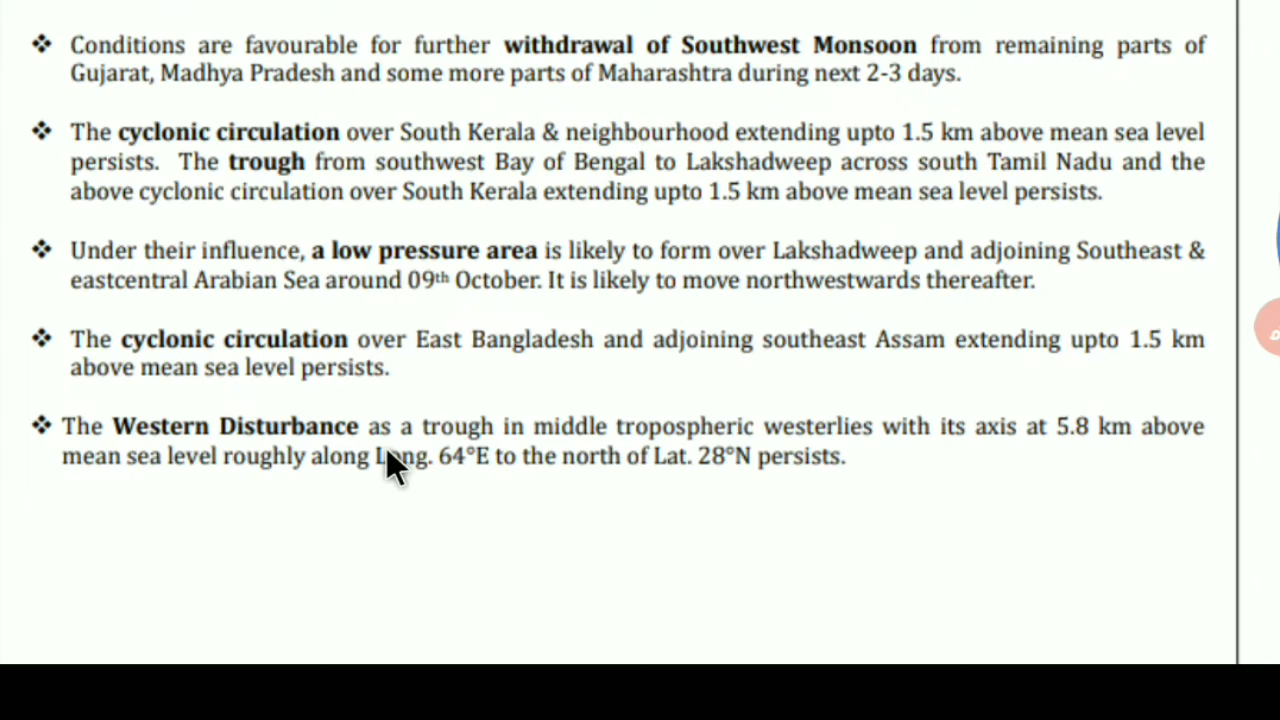 ❖ Conditions are favourable for further withdrawal of Southwest Monsoon from remaining parts of
Gujarat, Madhya Pradesh and some more parts of Maharashtra during next 2-3 days.
❖ The cyclonic circulation over South Kerala & neighbourhood extending upto 1.5 km above mean sea level
persists. The trough from southwest Bay of Bengal to Lakshadweep across south Tamil Nadu and the
above cyclonic circulation over South Kerala extending upto 1.5 km above mean sea level persists.
❖ Under their influence, a low pressure area is likely to form over Lakshadweep and adjoining Southeast &
eastcentral Arabian Sea around 09th October. It is likely to move northwestwards thereafter.
❖ The cyclonic circulation over East Bangladesh and adjoining southeast Assam extending upto 1.5 km
above mean sea level persists.
❖ The Western Disturbance as a trough in middle tropospheric westerlies with its axis at 5.8 km above
mean sea level roughly along Long. 64°E to the north of Lat. 28°N persists.